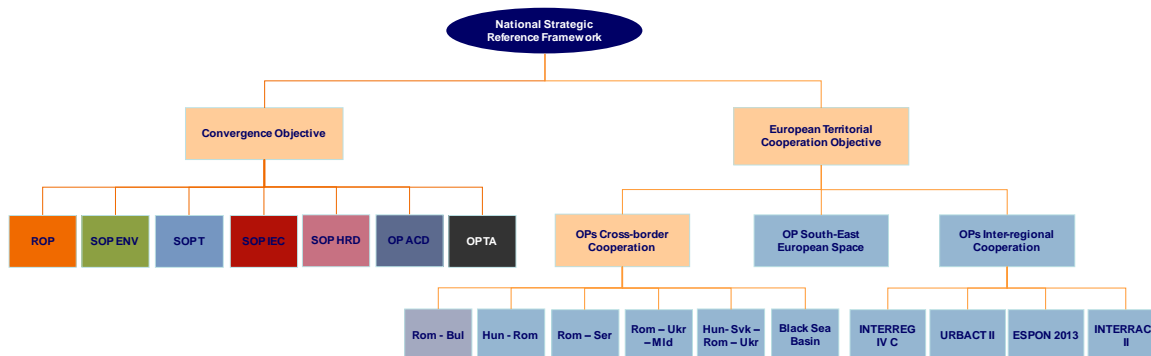 National Strategic
Reference Framework
Convergence Objective
European Territorial
Cooperation Objective
ROP
SOP ENV
SOP T
SOP IEC
SOP HRD
OP ACD
OP TA
OPs Cross-border
Cooperation
OP South-East
European Space
OPs Inter-regional
Cooperation
Rom - Bul
Hun - Rom
Rom – Ser
Rom – Ukr
– Mld
Hun- Svk –
Rom – Ukr
Black Sea
Basin
INTERREG
IV C
URBACT II
ESPON 2013
INTERRAC
II